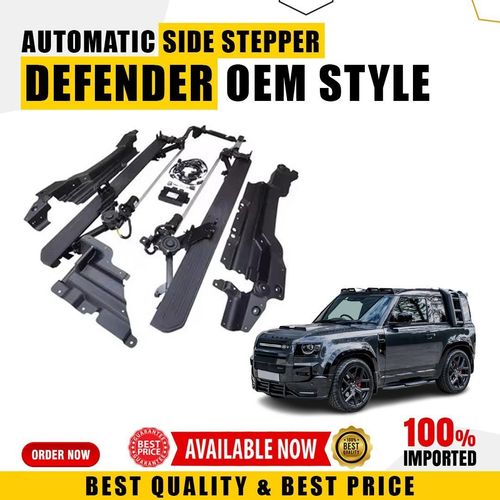 AUTOMATIC SIDE STEPPER
DEFENDER OEM STYLE
ORDER NOW
BEST
PRICE
GUARANTEE
AVAILABLE NOW
BEST
QUALITY
100%
IMPORTED
BEST QUALITY & BEST PRICE